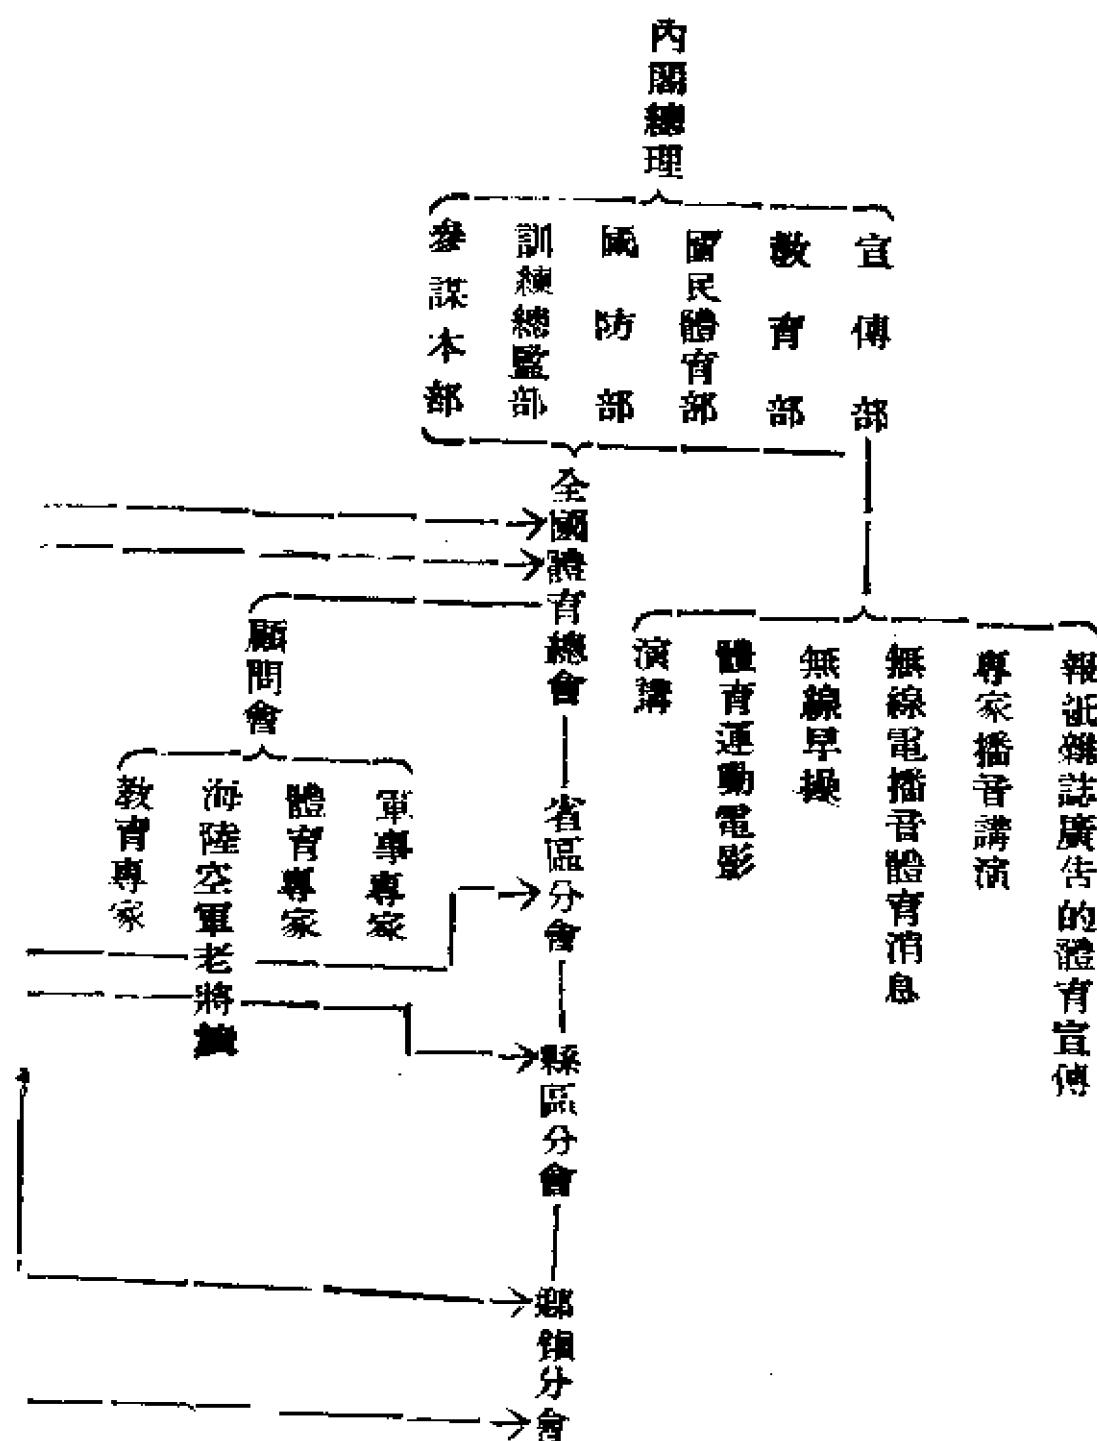 內閣總理
宣傳部
教育部
國民體育部
國防部
訓練總監部
參謀本部
全國體育總會
報紙雜誌廣告的體育宣傳
專家播音講演
無線電播音體育消息
無線早操
體育運動電影
演講
顧問會
軍事專家
體育專家
海陸空軍老將
教育專家
省區分會
縣區分會
鄉鎮分會